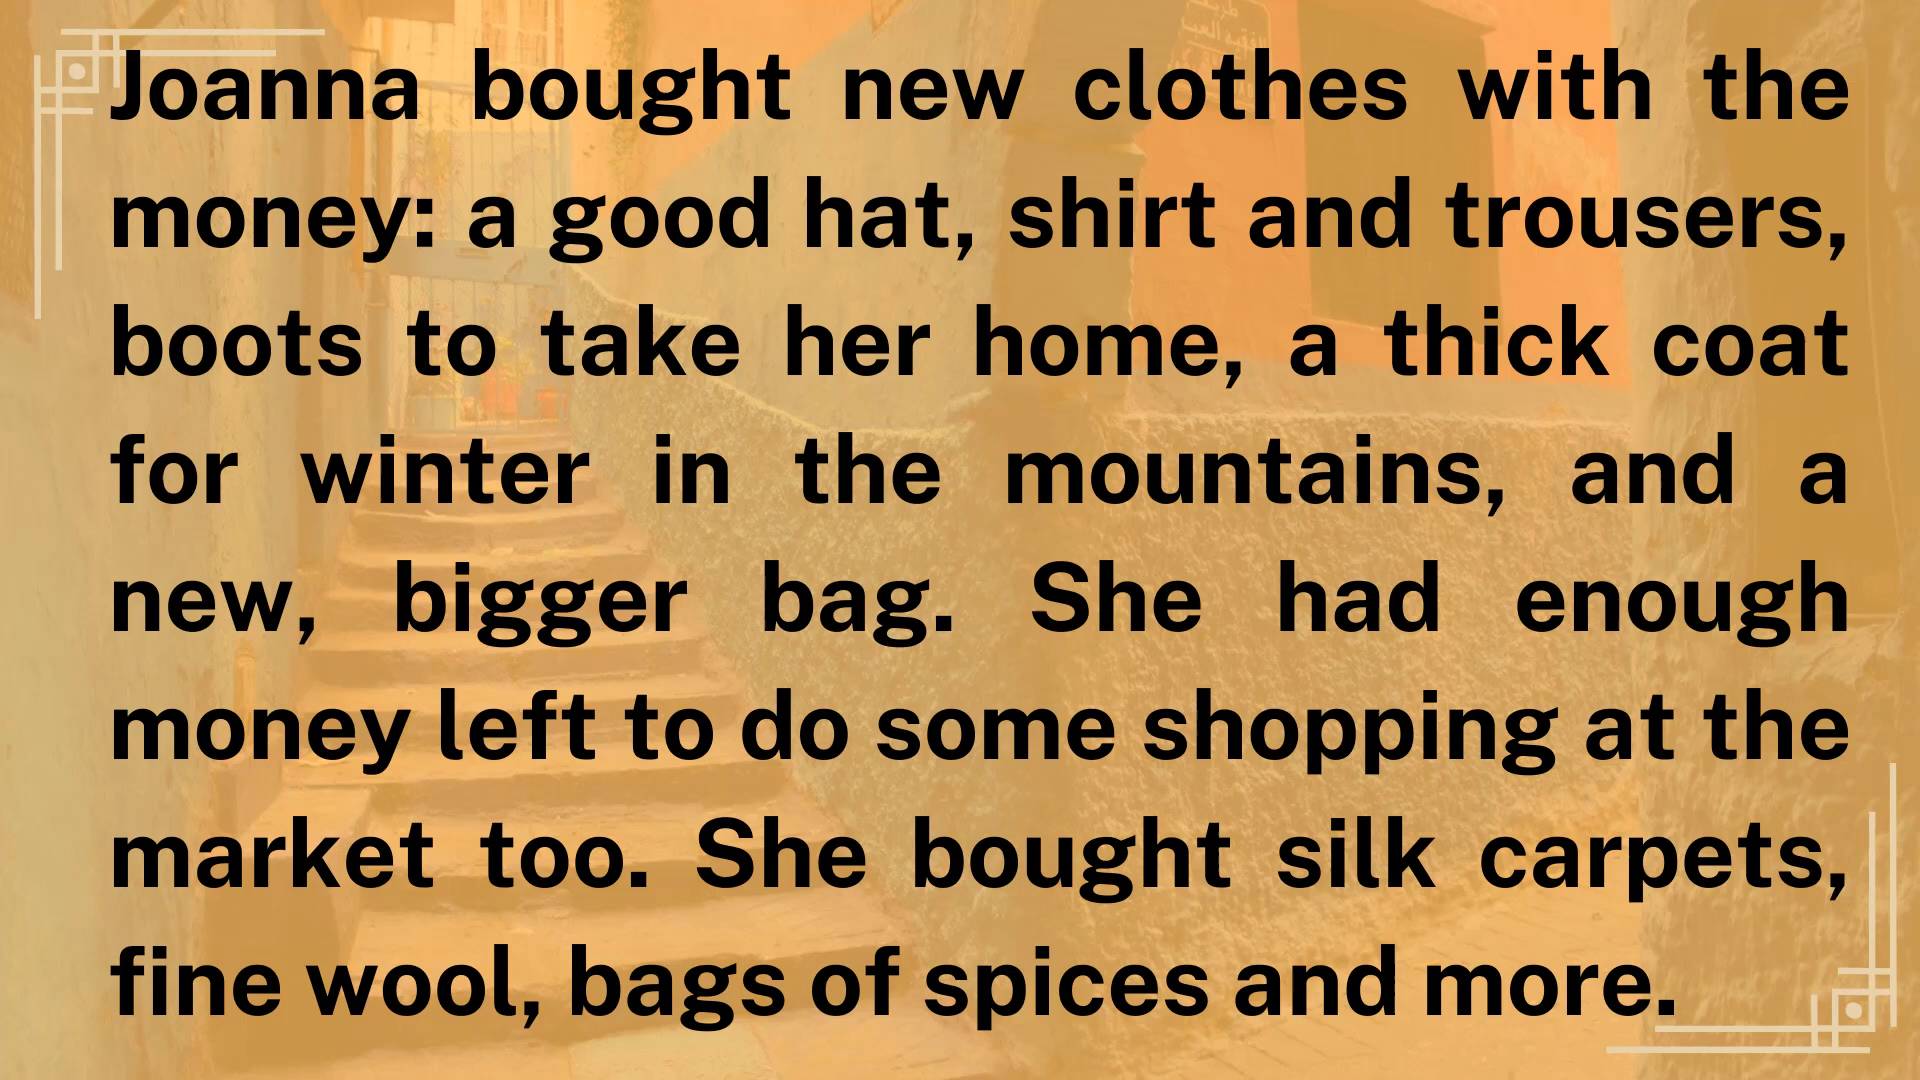 Joanna bought new clothes with the
money: a good hat, shirt and trousers,
boots to take her home, a thick coat
for winter in the mountains, and a
new, bigger bag. She had enough
money left to do some shopping at the
market too. She bought silk carpets,
fine wool, bags of spices and more.